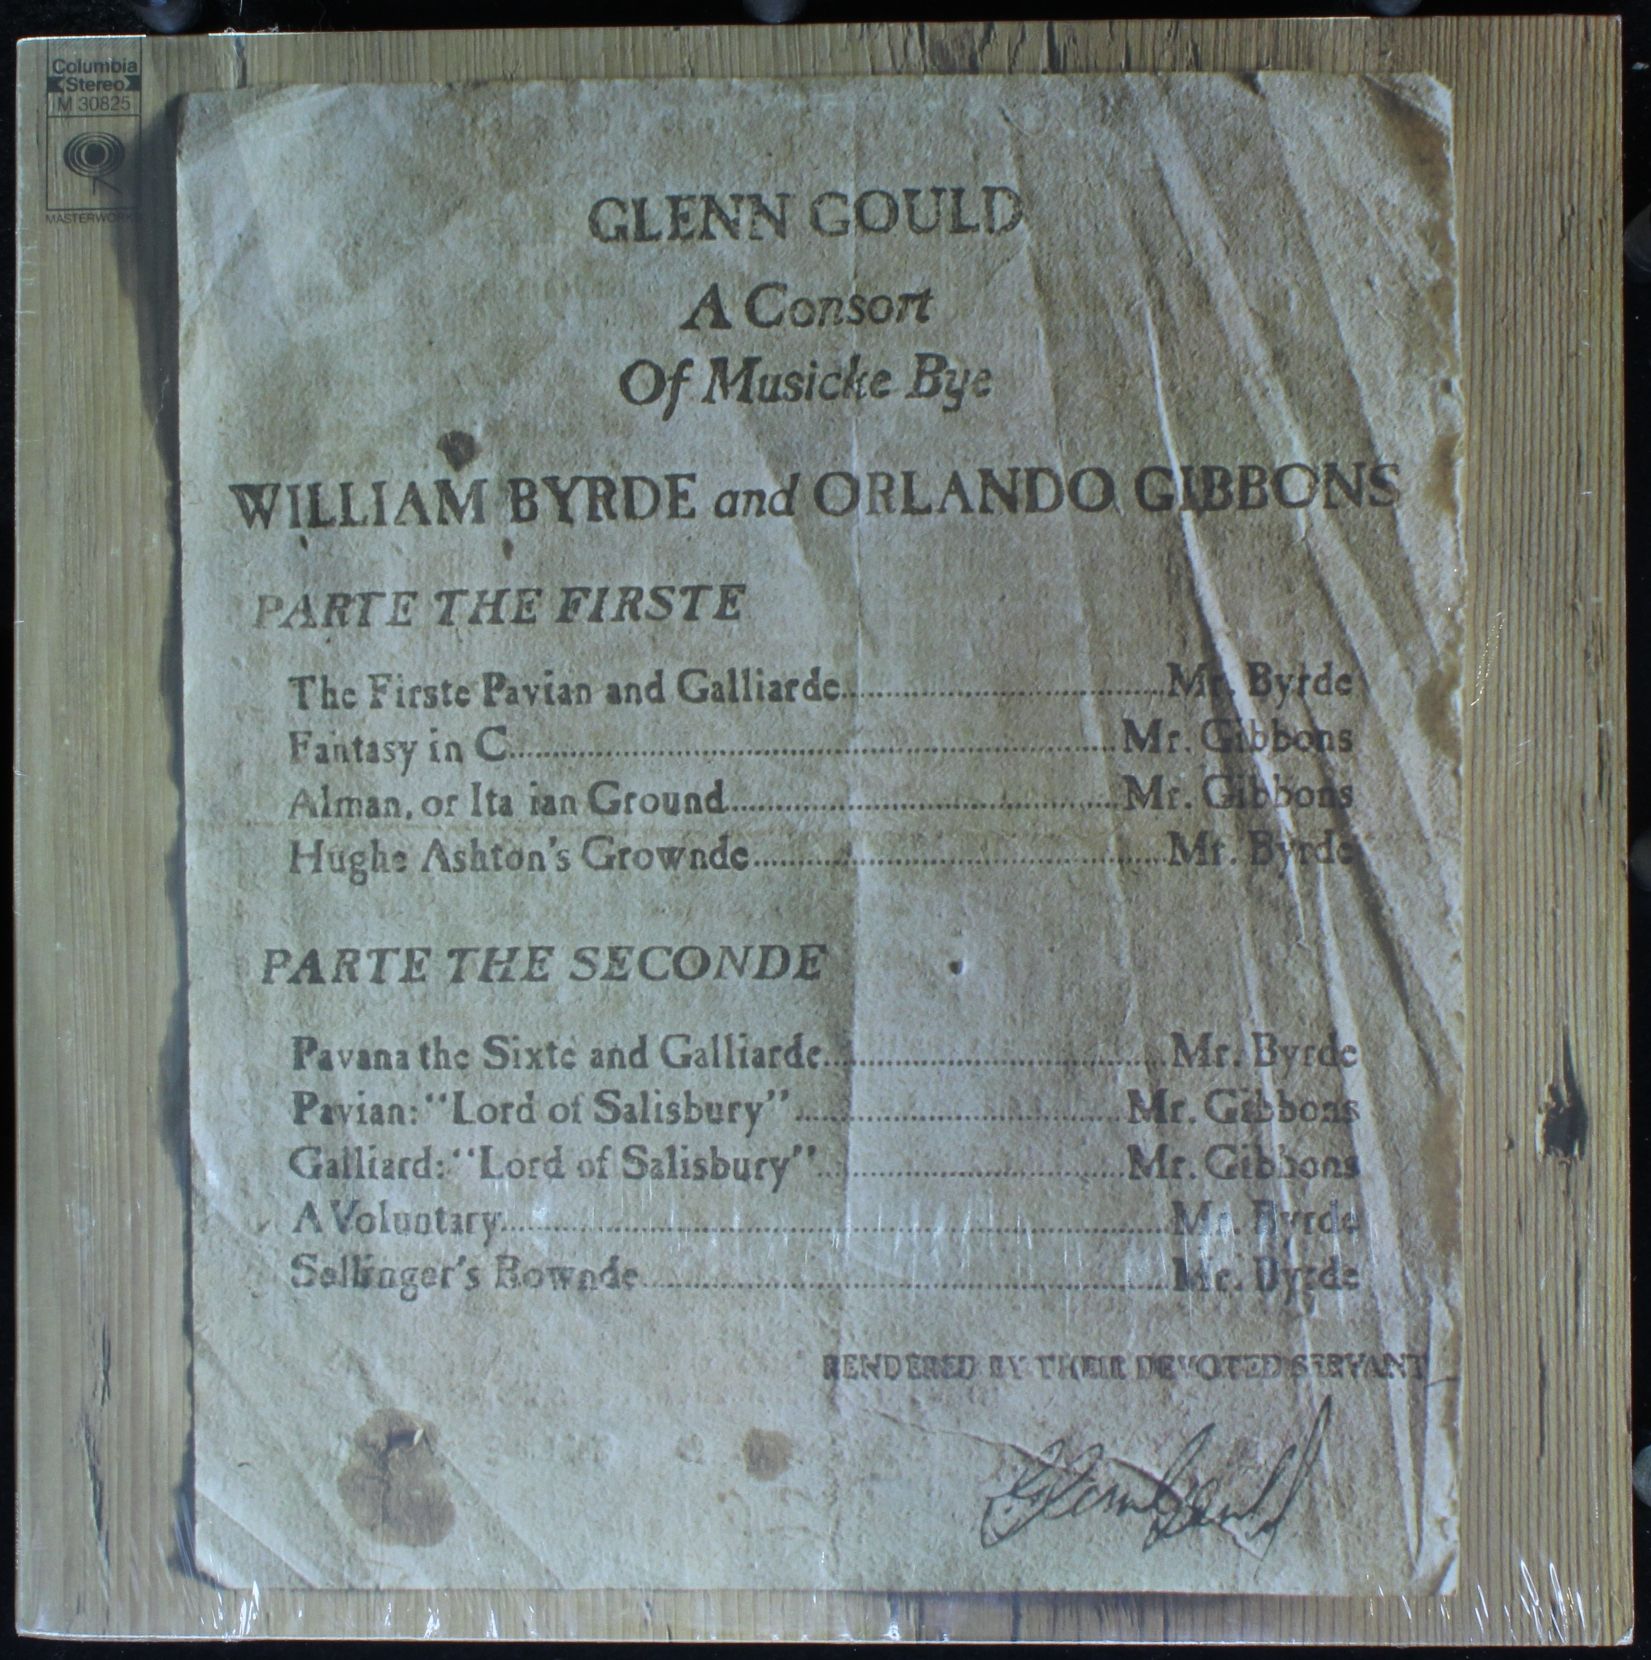 Columbia
Stereo
M 30825
MASTERWORKS
GLENN GOULD
A Consort
Of Musicke Bye
WILLIAM BYRDE and ORLANDO GIBBONS
PARTE THE FIRSTE
The Firste Pavian and Galliarde..........Mr. Byrde
Fantasy in C..........Mr. Gibbons
Alman, or Ita ian Ground..........Mr. Gibbons
Hughe Ashton's Grownde..........Mr. Byrde
PARTE THE SECONDE
Pavana the Sixte and Galliarde..........Mr. Byrde
Pavian: "Lord of Salisbury"..........Mr. Gibbons
Galliard: "Lord of Salisbury"..........Mr. Gibbons
A Voluntary..........Mr. Byrde
Sellinger's Rownde..........Mr. Byrde
RENDERED BY THEIR DEVOTED SERVANT
Glenn Gould